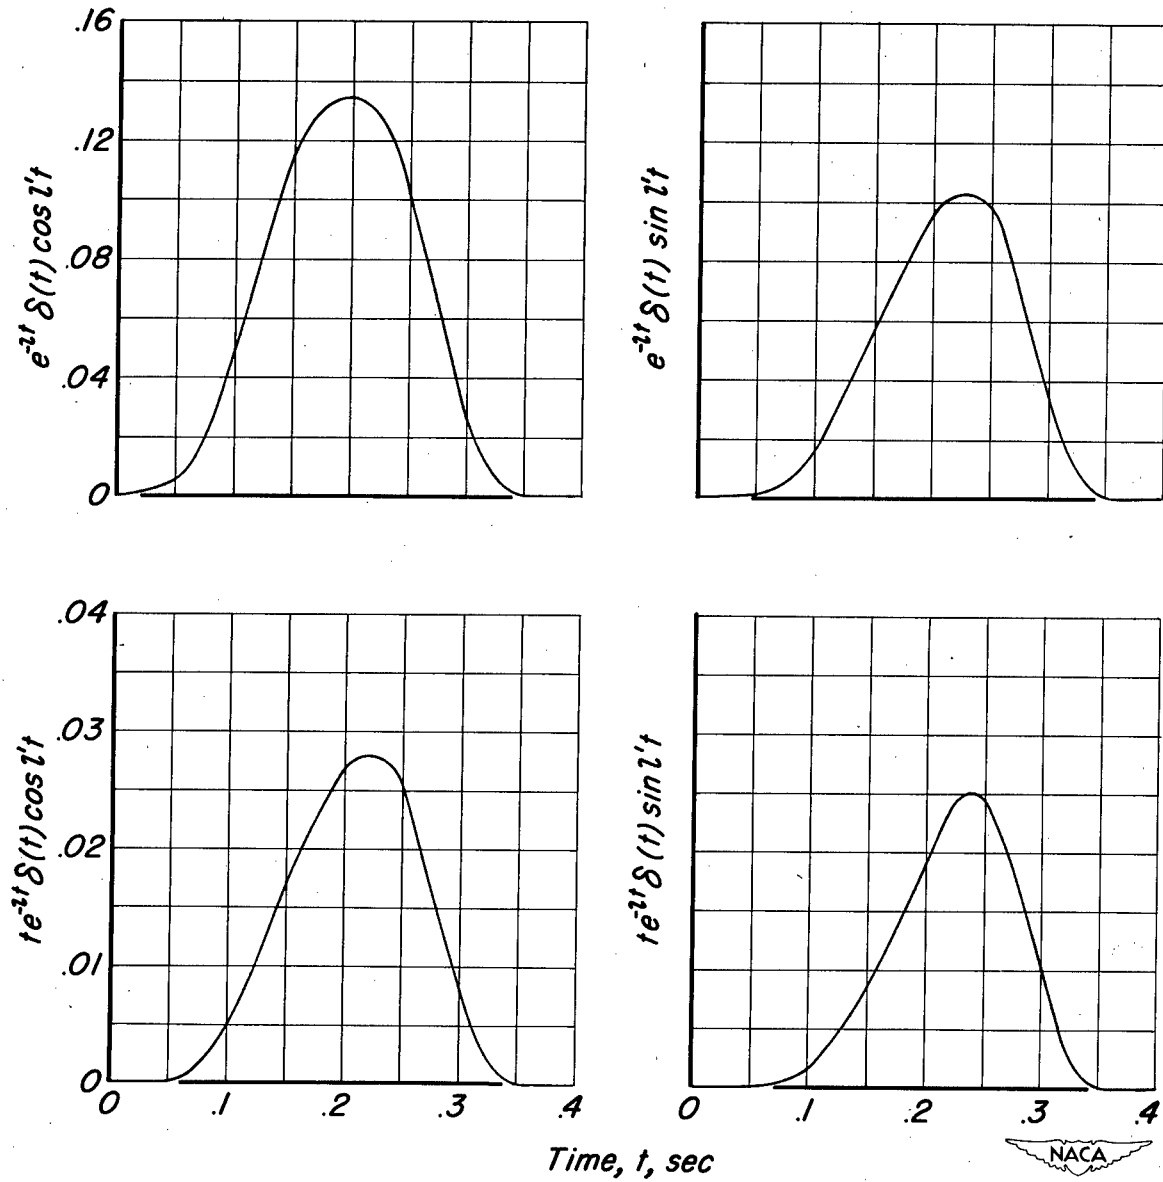 .16
.12
.08
.04
0
e^{-lt} δ(t) cos l't
e^{-lt} δ(t) sin l't
.04
.03
.02
.01
0
te^{-lt} δ(t) cos l't
te^{-lt} δ(t) sin l't
0 .1 .2 .3 .4
0 .1 .2 .3 .4
Time, t, sec
NACA